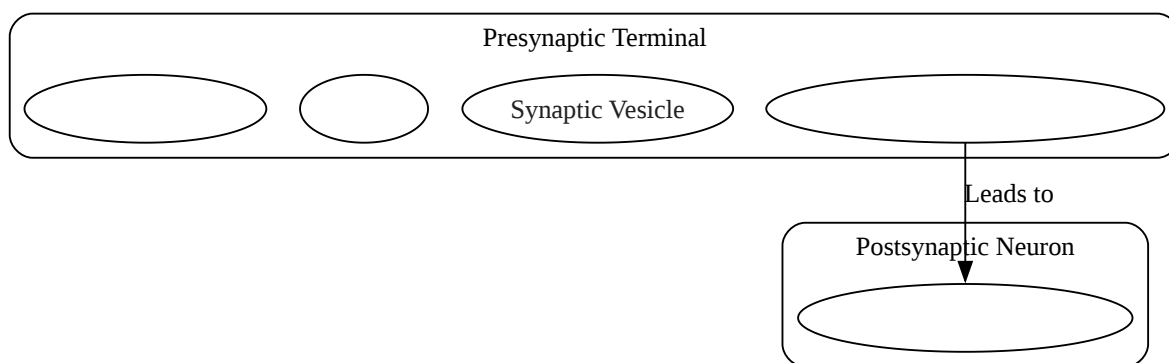 Presynaptic Terminal
Synaptic Vesicle
Leads to
Postsynaptic Neuron